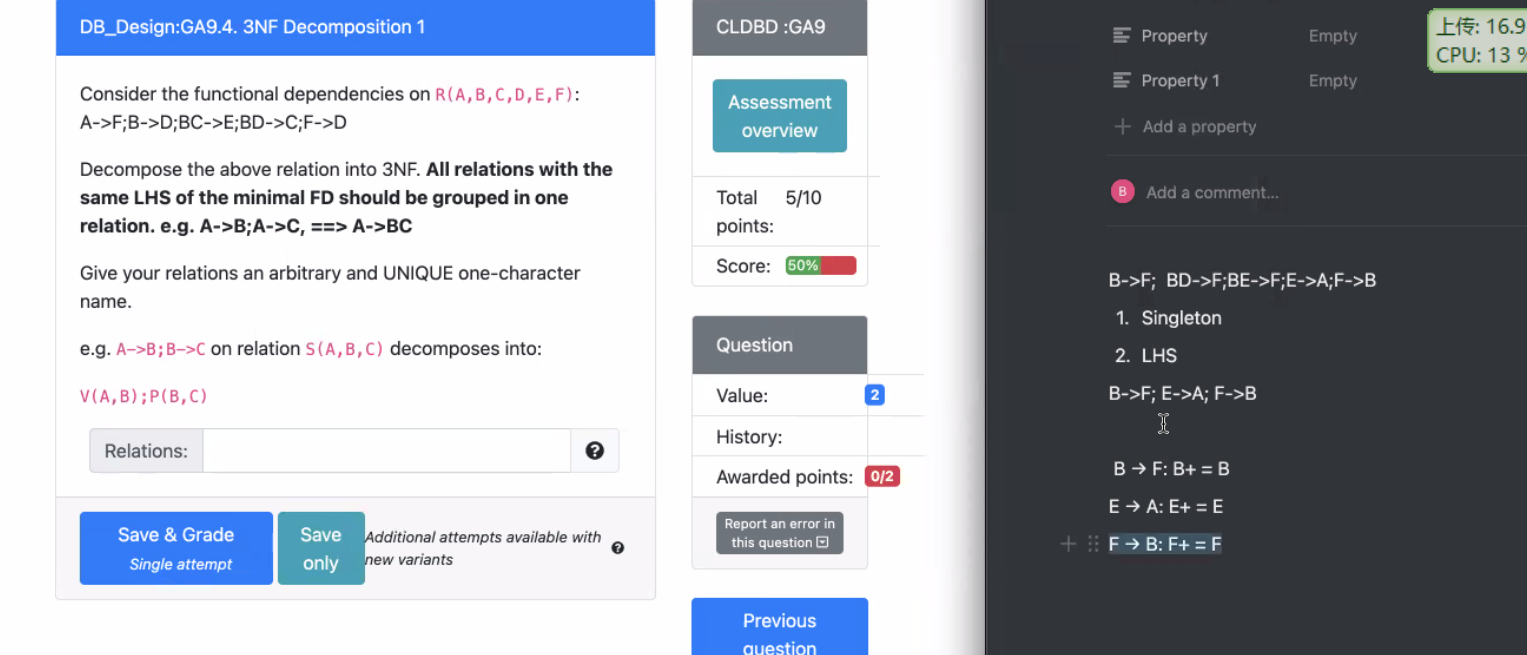 DB_Design:GA9.4. 3NF Decomposition 1
Consider the functional dependencies on R(A,B,C,D,E,F):
A->F;B->D;BC->E;BD->C;F->D
Decompose the above relation into 3NF. All relations with the
same LHS of the minimal FD should be grouped in one
relation. e.g. A->B;A->C, ==> A->BC
Give your relations an arbitrary and UNIQUE one-character
name.
e.g. A->B;B->C on relation S(A,B,C) decomposes into:
V(A,B);P(B,C)
Relations:
Save & Grade
Single attempt
Save
only
Additional attempts available with
new variants
CLDBD :GA9
Assessment
overview
Total
points:
5/10
Score: 50%
Question
Value: 2
History:
Awarded points: 0/2
Report an error in
this question
Previous
question
Property Empty
Property 1 Empty
Add a property
B Add a comment...
B->F;  BD->F;BE->F;E->A;F->B
1. Singleton
2. LHS
B->F; E->A; F->B
B → F: B+ = B
E → A: E+ = E
F → B: F+ = F
上传: 16.9
CPU: 13 %